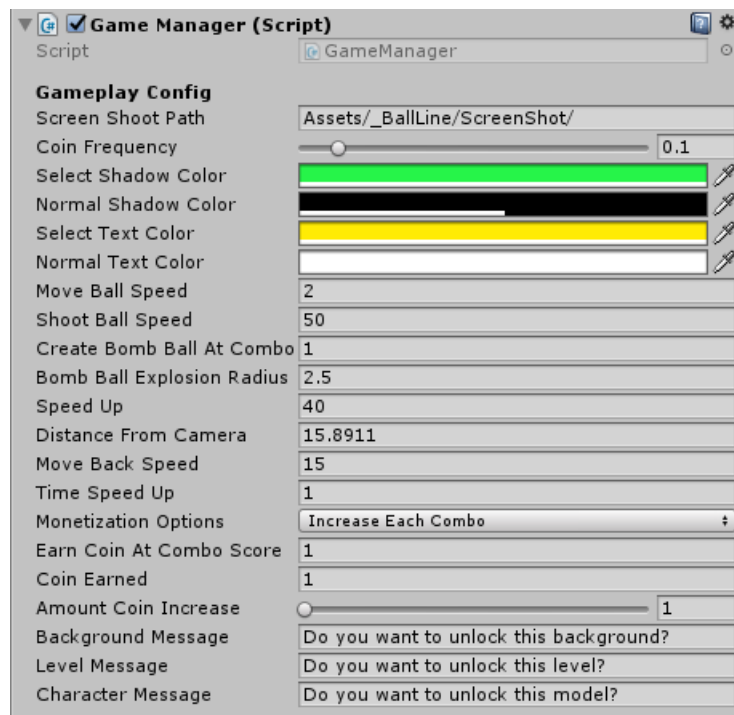 Game Manager (Script)
Script GameManager
Gameplay Config
Screen Shoot Path Assets/_BallLine/ScreenShot/
Coin Frequency 0.1
Select Shadow Color
Normal Shadow Color
Select Text Color
Normal Text Color
Move Ball Speed 2
Shoot Ball Speed 50
Create Bomb Ball At Combo 1
Bomb Ball Explosion Radius 2.5
Speed Up 40
Distance From Camera 15.8911
Move Back Speed 15
Time Speed Up 1
Monetization Options Increase Each Combo
Earn Coin At Combo Score 1
Coin Earned 1
Amount Coin Increase 1
Background Message Do you want to unlock this background?
Level Message Do you want to unlock this level?
Character Message Do you want to unlock this model?